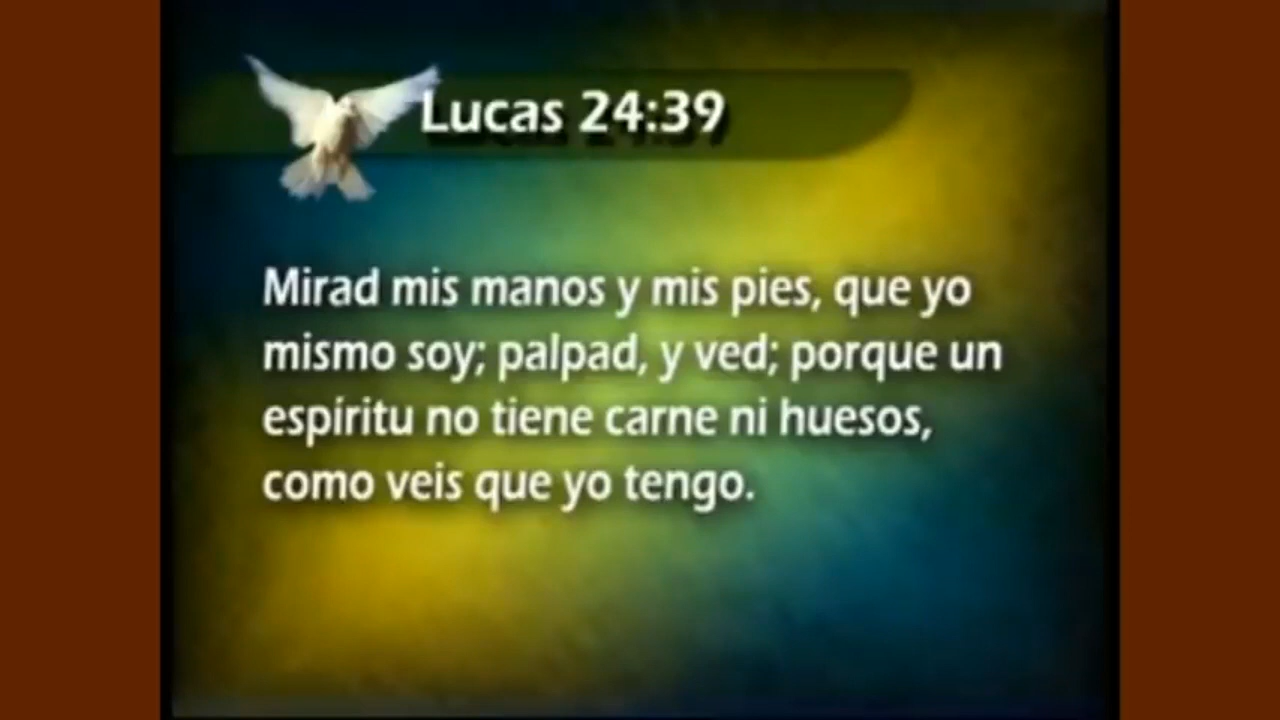 Lucas 24:39
Mirad mis manos y mis pies, que yo
mismo soy; palpad, y ved; porque un
espíritu no tiene carne ni huesos,
como veis que yo tengo.